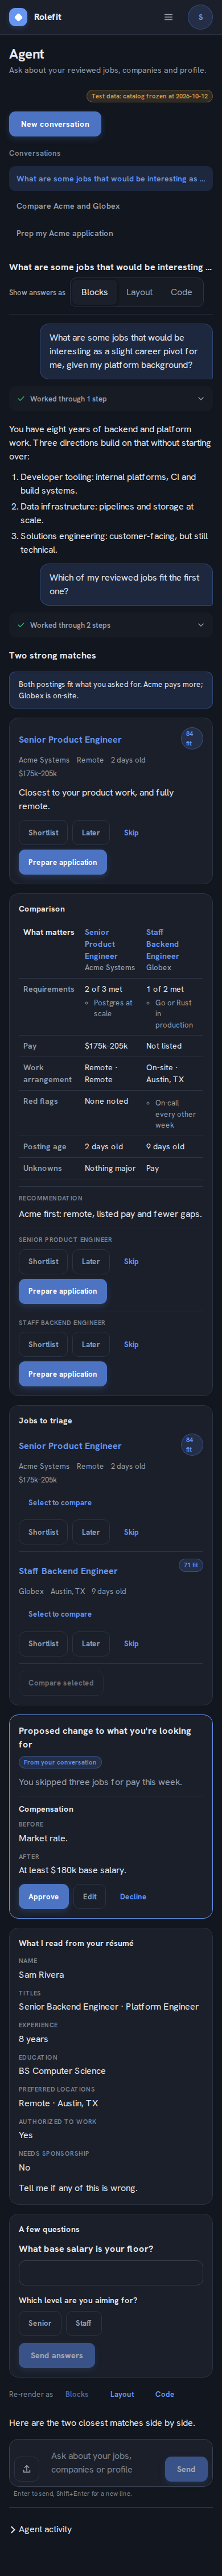 Rolefit
S
Agent
Ask about your reviewed jobs, companies and profile.
Test data: catalog frozen at 2026-10-12
New conversation
Conversations
What are some jobs that would be interesting as …
Compare Acme and Globex
Prep my Acme application
What are some jobs that would be interesting …
Show answers as
Blocks
Layout
Code
What are some jobs that would be
interesting as a slight career pivot for
me, given my platform background?
Worked through 1 step
You have eight years of backend and platform
work. Three directions build on that without starting
over:
1. Developer tooling: internal platforms, CI and
build systems.
2. Data infrastructure: pipelines and storage at
scale.
3. Solutions engineering: customer-facing, but still
technical.
Which of my reviewed jobs fit the first
one?
Worked through 2 steps
Two strong matches
Both postings fit what you asked for. Acme pays more;
Globex is on-site.
Senior Product Engineer
84
fit
Acme Systems Remote 2 days old
$175k-205k
Closest to your product work, and fully
remote.
Shortlist
Later
Skip
Prepare application
Comparison
What matters
Senior
Product
Engineer
Acme Systems
Staff
Backend
Engineer
Globex
Requirements
2 of 3 met
Postgres at
scale
1 of 2 met
Go or Rust
in
production
Pay
$175k-205k
Not listed
Work
arrangement
Remote ·
Remote
On-site ·
Austin, TX
Red flags
None noted
On-call
every other
week
Posting age
2 days old
9 days old
Unknowns
Nothing major
Pay
RECOMMENDATION
Acme first: remote, listed pay and fewer gaps.
SENIOR PRODUCT ENGINEER
Shortlist
Later
Skip
Prepare application
STAFF BACKEND ENGINEER
Shortlist
Later
Skip
Prepare application
Jobs to triage
Senior Product Engineer
84
fit
Acme Systems Remote 2 days old
$175k-205k
Select to compare
Shortlist
Later
Skip
Staff Backend Engineer
71 fit
Globex Austin, TX 9 days old
Select to compare
Shortlist
Later
Skip
Compare selected
Proposed change to what you're looking
for
From your conversation
You skipped three jobs for pay this week.
Compensation
BEFORE
Market rate.
AFTER
At least $180k base salary.
Approve
Edit
Decline
What I read from your résumé
NAME
Sam Rivera
TITLES
Senior Backend Engineer · Platform Engineer
EXPERIENCE
8 years
EDUCATION
BS Computer Science
PREFERRED LOCATIONS
Remote · Austin, TX
AUTHORIZED TO WORK
Yes
NEEDS SPONSORSHIP
No
Tell me if any of this is wrong.
A few questions
What base salary is your floor?
Which level are you aiming for?
Senior
Staff
Send answers
Re-render as
Blocks
Layout
Code
Here are the two closest matches side by side.
Ask about your jobs,
companies or profile
Send
Enter to send, Shift+Enter for a new line.
Agent activity